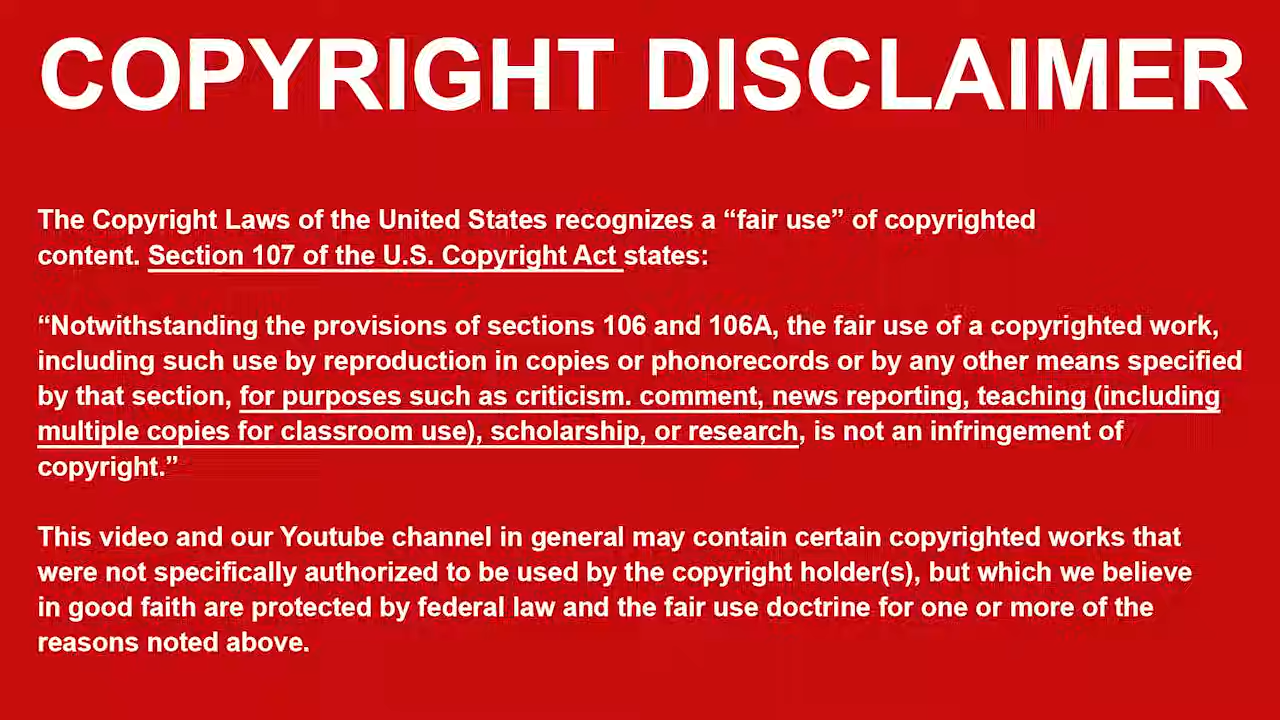 COPYRIGHT DISCLAIMER
The Copyright Laws of the United States recognizes a “fair use” of copyrighted
content. Section 107 of the U.S. Copyright Act states:
“Notwithstanding the provisions of sections 106 and 106A, the fair use of a copyrighted work,
including such use by reproduction in copies or phonorecords or by any other means specified
by that section, for purposes such as criticism. comment, news reporting, teaching (including
multiple copies for classroom use), scholarship, or research, is not an infringement of
copyright.”
This video and our Youtube channel in general may contain certain copyrighted works that
were not specifically authorized to be used by the copyright holder(s), but which we believe
in good faith are protected by federal law and the fair use doctrine for one or more of the
reasons noted above.